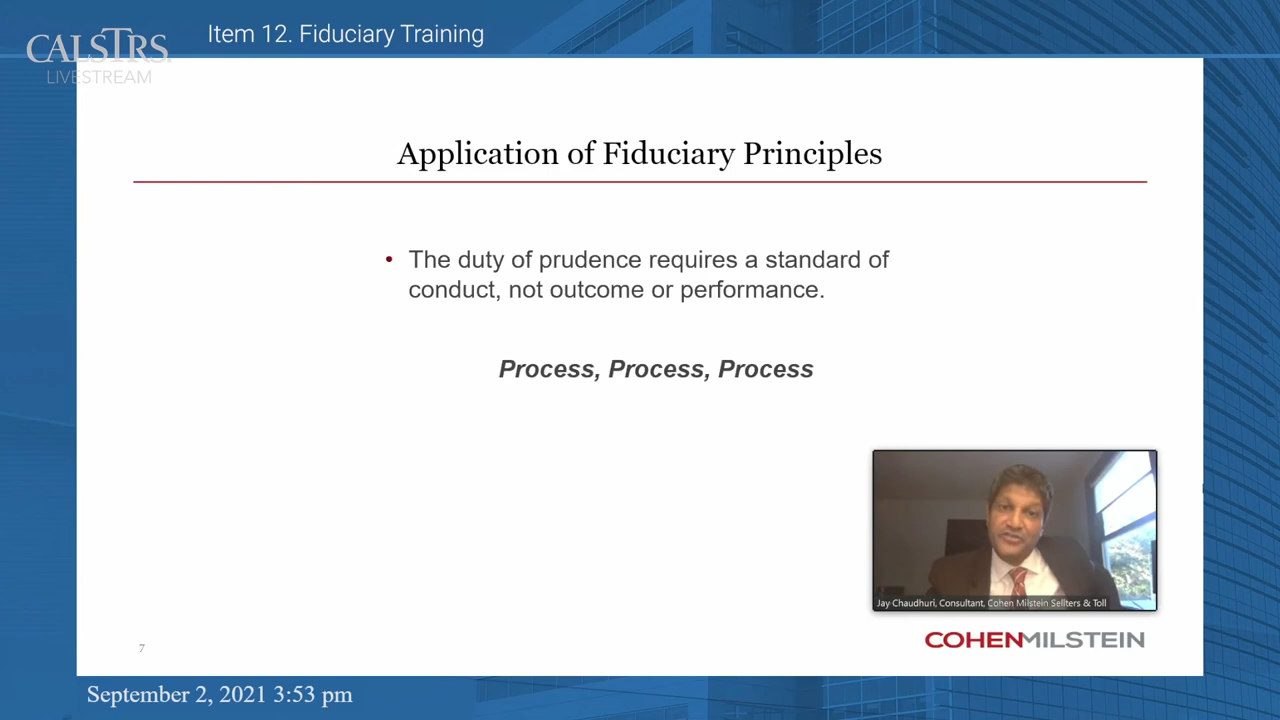 Item 12. Fiduciary Training
CALSTRS
LIVESTREAM
Application of Fiduciary Principles
• The duty of prudence requires a standard of
conduct, not outcome or performance.
Process, Process, Process
Jay Chaudhuri, Consultant, Cohen Milstein Sellters & Toll
7
COHENMILSTEIN
September 2, 2021 3:53 pm